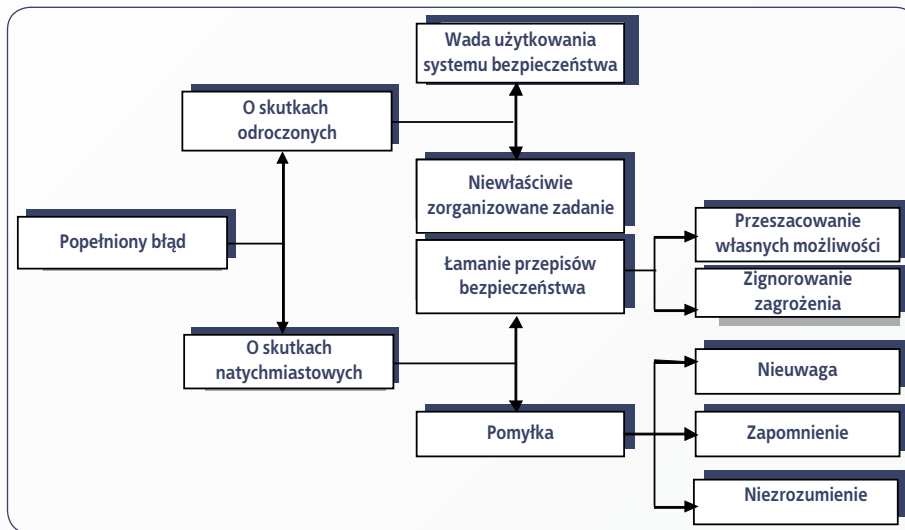 Wada użytkowania
systemu bezpieczeństwa
O skutkach
odroczonych
Niewłaściwie
zorganizowane zadanie
Popełniony błąd
Przeszacowanie
własnych możliwości
Łamanie przepisów
bezpieczeństwa
Zignorowanie
zagrożenia
O skutkach
natychmiastowych
Nieuwaga
Pomyłka
Zapomnienie
Niezrozumienie